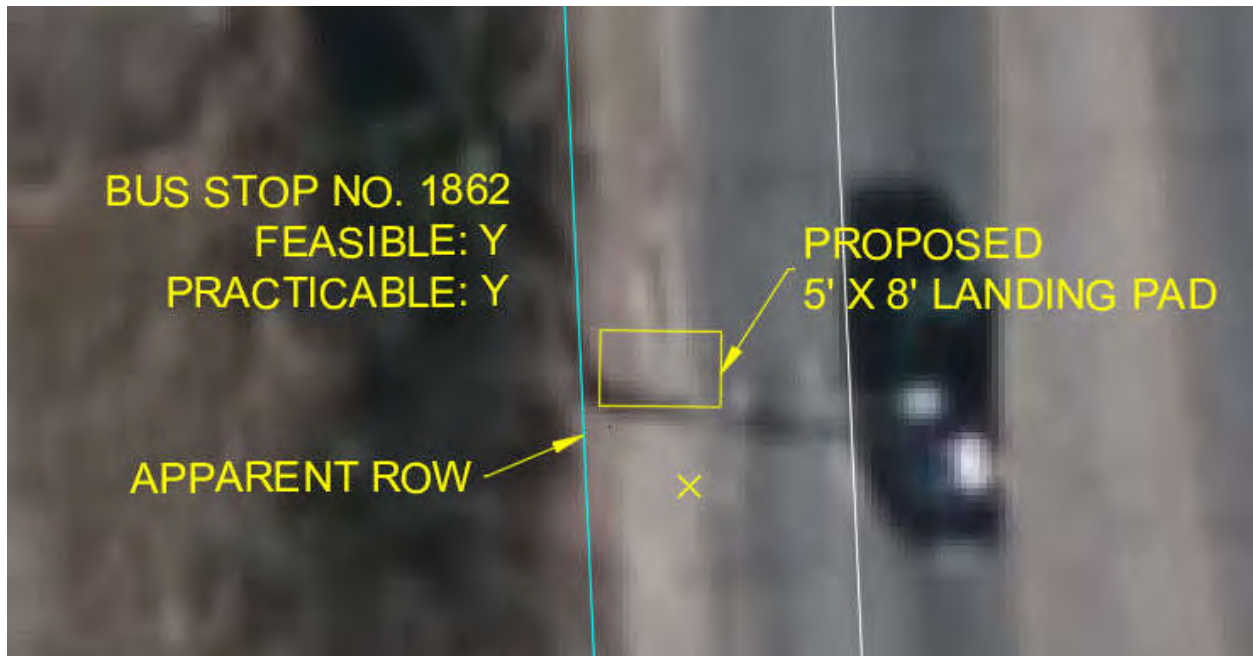 BUS STOP NO. 1862
FEASIBLE: Y
PRACTICABLE: Y
PROPOSED
5' X 8' LANDING PAD
APPARENT ROW